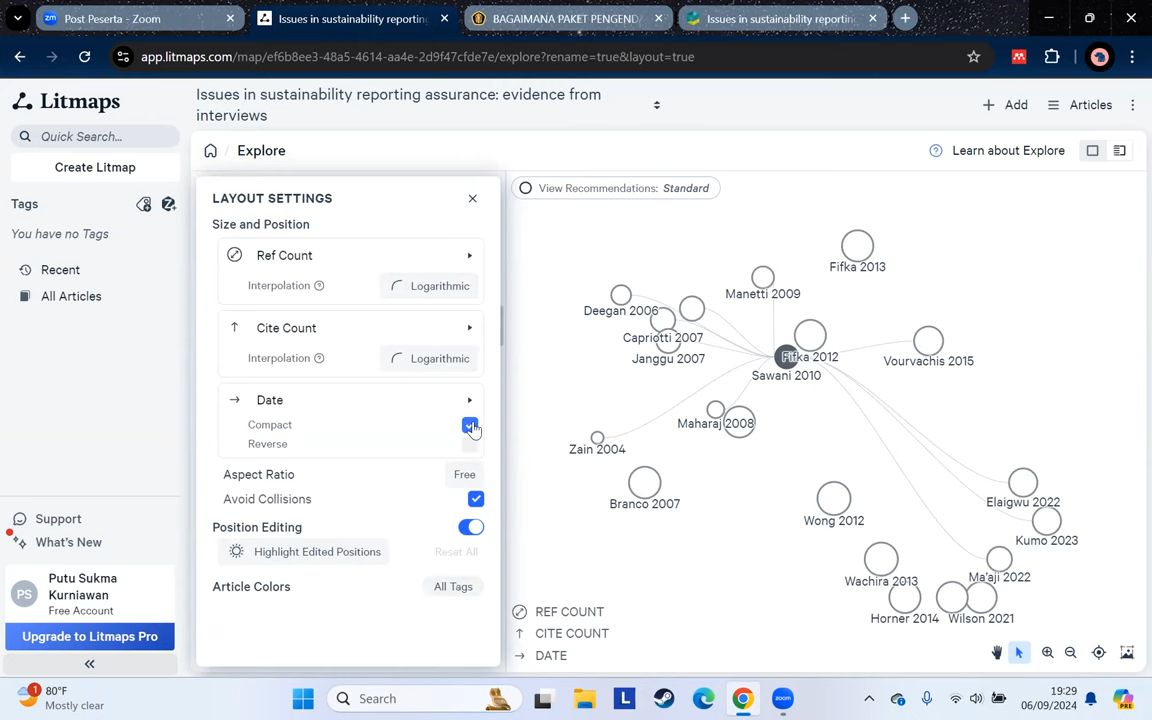 Post Peserta - Zoom
Issues in sustainability reporting
BAGAIMANA PAKET PENGENDA
Issues in sustainability reporting
app.litmaps.com/map/ef6b8ee3-48a5-4614-aa4e-2d9f47cfde7e/explore?rename=true&layout=true
Litmaps
Quick Search...
Create Litmap
Tags
You have no Tags
Recent
All Articles
Support
What's New
PS
Putu Sukma
Kurniawan
Free Account
Upgrade to Litmaps Pro
Issues in sustainability reporting assurance: evidence from
interviews
Add
Articles
Explore
Learn about Explore
LAYOUT SETTINGS
Size and Position
Ref Count
Interpolation
Logarithmic
Cite Count
Interpolation
Logarithmic
Date
Compact
Reverse
Aspect Ratio
Free
Avoid Collisions
Position Editing
Highlight Edited Positions
Reset All
Article Colors
All Tags
View Recommendations: Standard
Fifka 2013
Manetti 2009
Deegan 2006
Capriotti 2007
Janggu 2007
Fifka 2012
Sawani 2010
Vourvachis 2015
Maharaj 2008
Zain 2004
Branco 2007
Wong 2012
Elaigwu 2022
Kumo 2023
Wachira 2013
Ma'aji 2022
Horner 2014
Wilson 2021
REF COUNT
CITE COUNT
DATE
1
80°F
Mostly clear
Search
L
zoom
19:29
06/09/2024
PRE